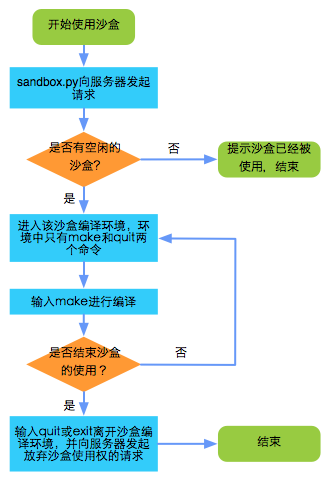 开始使用沙盒
sandbox.py向服务器发起
请求
是否有空闲的
沙盒?
否
提示沙盒已经被
使用，结束
是
进入该沙盒编译环境，环
境中只有make和quit两
个命令
输入make进行编译
是否结束沙盒
的使用？
否
是
输入quit或exit离开沙盒编
译环境，并向服务器发起
放弃沙盒使用权的请求
结束